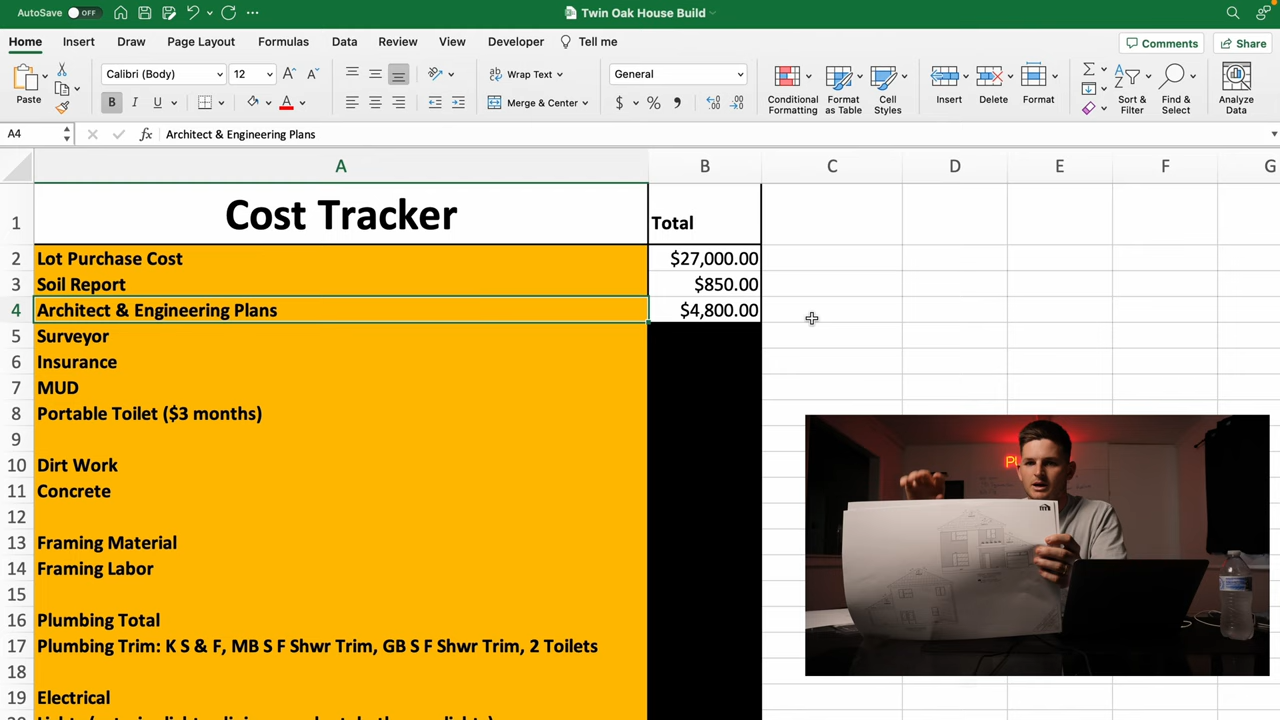 AutoSave OFF
Twin Oak House Build
Home Insert Draw Page Layout Formulas Data Review View Developer Tell me
Comments Share
Paste
Calibri (Body) 12
B I U
Wrap Text
Merge & Center
General
$ % 
Conditional Formatting
Format as Table
Cell Styles
Insert
Delete
Format
Sort & Filter
Find & Select
Analyze Data
A4 fx Architect & Engineering Plans
A B C D E F G
1 Cost Tracker Total
2 Lot Purchase Cost $27,000.00
3 Soil Report $850.00
4 Architect & Engineering Plans $4,800.00
5 Surveyor
6 Insurance
7 MUD
8 Portable Toilet ($3 months)
9
10 Dirt Work
11 Concrete
12
13 Framing Material
14 Framing Labor
15
16 Plumbing Total
17 Plumbing Trim: K S & F, MB S F Shwr Trim, GB S F Shwr Trim, 2 Toilets
18
19 Electrical